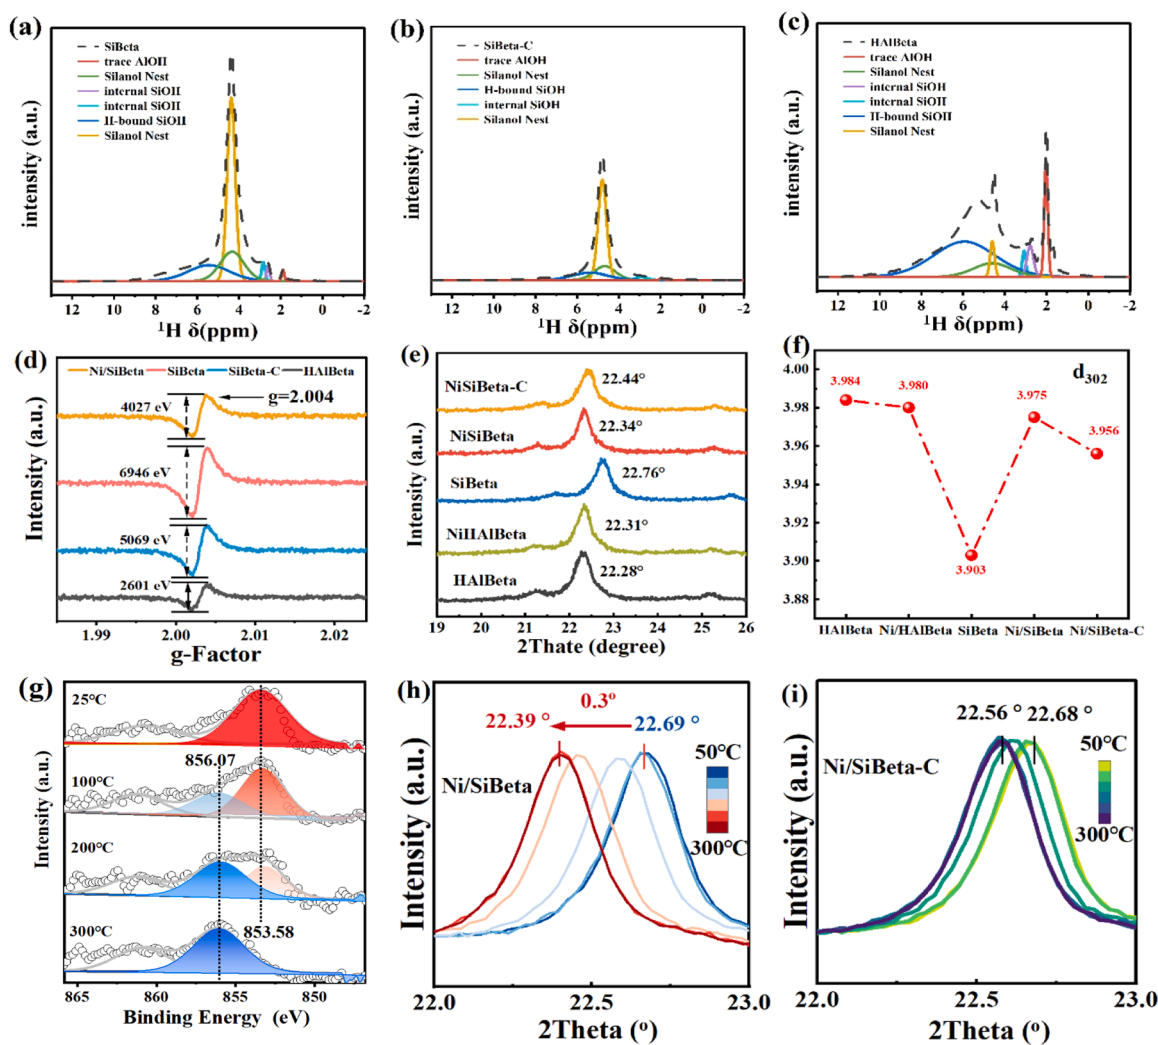 (a)
SiBeta
trace AlOH
Silanol Nest
internal SiOH
internal SiOH
H-bound SiOH
Silanol Nest
intensity (a.u.)
12 10 8 6 4 2 0 -2
¹H δ(ppm)
(b)
SiBeta-C
trace AlOH
Silanol Nest
H-bound SiOH
internal SiOH
Silanol Nest
intensity (a.u.)
12 10 8 6 4 2 0 -2
¹H δ(ppm)
(c)
HAlBeta
trace AlOH
Silanol Nest
internal SiOH
internal SiOH
H-bound SiOH
Silanol Nest
intensity (a.u.)
12 10 8 6 4 2 0 -2
¹H δ(ppm)
(d)
Ni/SiBeta SiBeta SiBeta-C HAlBeta
g=2.004
4027 eV
6946 eV
5069 eV
2601 eV
Intensity (a.u.)
1.99 2.00 2.01 2.02
g-Factor
(e)
NiSiBeta-C 22.44°
NiSiBeta 22.34°
SiBeta 22.76°
NiHAlBeta 22.31°
HAlBeta 22.28°
Intensity (a.u.)
19 20 21 22 23 24 25 26
2Thate (degree)
(f)
d302
4.00
3.98
3.96
3.94
3.92
3.90
3.88
3.984
3.980
3.903
3.975
3.956
HAlBeta Ni/HAlBeta SiBeta Ni/SiBeta Ni/SiBeta-C
(g)
25°C
856.07
100°C
200°C
300°C
853.58
Intensity (a.u.)
865 860 855 850
Binding Energy (eV)
(h)
0.3°
22.39 ° 22.69 °
50°C
Ni/SiBeta
300°C
Intensity (a.u.)
22.0 22.5 23.0
2Theta (°)
(i)
22.56 ° 22.68 °
50°C
Ni/SiBeta-C
300°C
Intensity (a.u.)
22.0 22.5 23.0
2Theta (°)